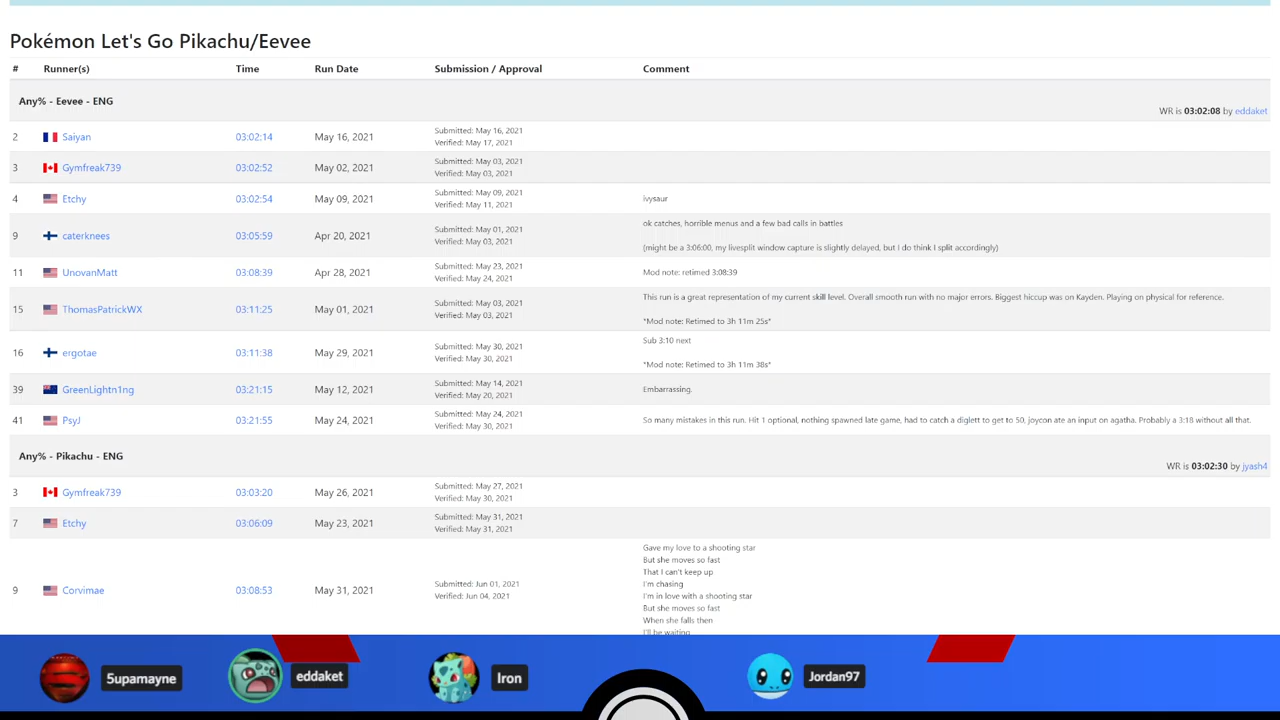 Pokémon Let's Go Pikachu/Eevee
# Runner(s) Time Run Date Submission / Approval Comment
Any% - Eevee - ENG
WR is 03:02:08 by eddaket
2 Saiyan 03:02:14 May 16, 2021 Submitted: May 16, 2021
Verified: May 17, 2021
3 Gymfreak739 03:02:52 May 02, 2021 Submitted: May 03, 2021
Verified: May 03, 2021
4 Etchy 03:02:54 May 09, 2021 Submitted: May 09, 2021
Verified: May 11, 2021
ivysaur
9 caterknees 03:05:59 Apr 20, 2021 Submitted: May 01, 2021
Verified: May 03, 2021
ok catches, horrible menus and a few bad calls in battles
(might be a 3:06:00, my livesplit window capture is slightly delayed, but I do think I split accordingly)
11 UnovanMatt 03:08:39 Apr 28, 2021 Submitted: May 23, 2021
Verified: May 24, 2021
Mod note: retimed 3:08:39
15 ThomasPatrickWX 03:11:25 May 01, 2021 Submitted: May 03, 2021
Verified: May 03, 2021
This run is a great representation of my current skill level. Overall smooth run with no major errors. Biggest hiccup was on Kayden. Playing on physical for reference.
*Mod note: Retimed to 3h 11m 25s*
16 ergotae 03:11:38 May 29, 2021 Submitted: May 30, 2021
Verified: May 30, 2021
Sub 3:10 next
*Mod note: Retimed to 3h 11m 38s*
39 GreenLightn1ng 03:21:15 May 12, 2021 Submitted: May 14, 2021
Verified: May 20, 2021
Embarrassing.
41 PsyJ 03:21:55 May 24, 2021 Submitted: May 24, 2021
Verified: May 30, 2021
So many mistakes in this run. Hit 1 optional, nothing spawned late game, had to catch a diglett to get to 50, joycon ate an input on agatha. Probably a 3:18 without all that.
Any% - Pikachu - ENG
WR is 03:02:30 by jyash4
3 Gymfreak739 03:03:20 May 26, 2021 Submitted: May 27, 2021
Verified: May 30, 2021
7 Etchy 03:06:09 May 23, 2021 Submitted: May 31, 2021
Verified: May 31, 2021
9 Corvimae 03:08:53 May 31, 2021 Submitted: Jun 01, 2021
Verified: Jun 04, 2021
Gave my love to a shooting star
But she moves so fast
That I can't keep up
I'm chasing
I'm in love with a shooting star
But she moves so fast
When she falls then
I'll be waiting
5upamayne
eddaket
Iron
Jordan97